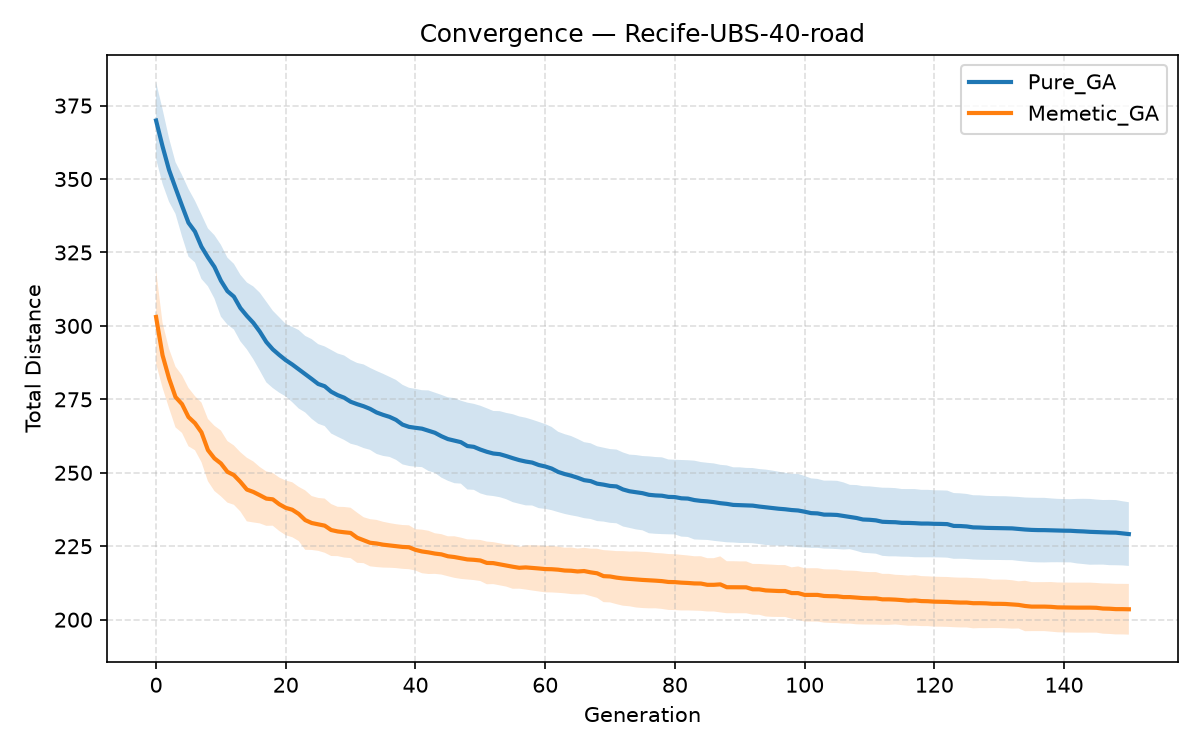 Convergence — Recife-UBS-40-road
Pure_GA
Memetic_GA
Total Distance
375
350
325
300
275
250
225
200
0 20 40 60 80 100 120 140
Generation